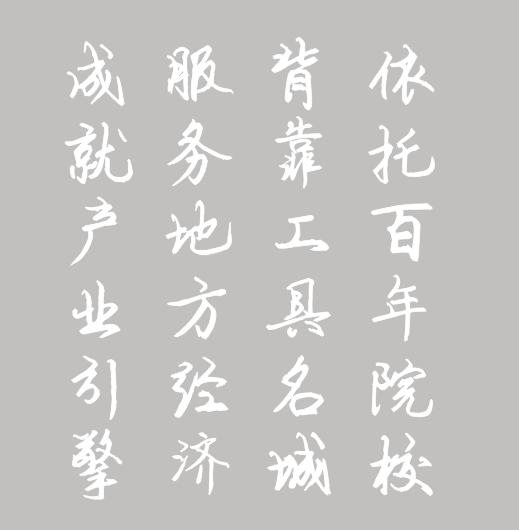 依托百年院校
背靠工具名城
服务地方经济
成就产业引擎